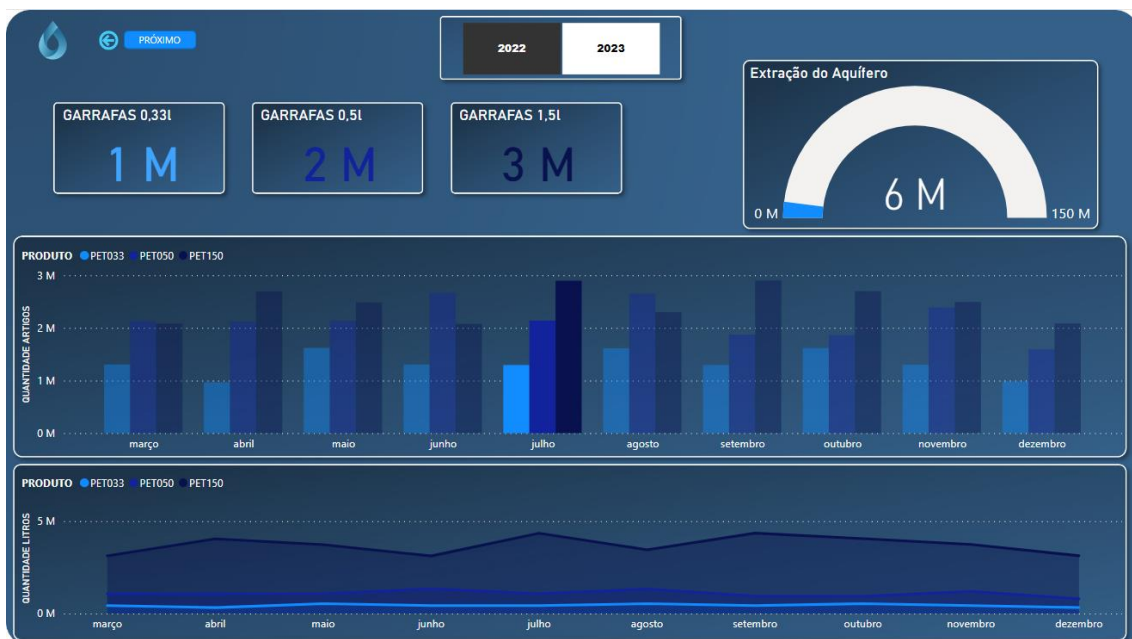 PRÓXIMO
2022 2023
Extração do Aquífero
GARRAFAS 0,33l GARRAFAS 0,5l GARRAFAS 1,5l
1 M 2 M 3 M
6 M
0 M 150 M
PRODUTO PET033 PET050 PET150
QUANTIDADE ARTIGOS
3 M
2 M
1 M
0 M
março abril maio junho julho agosto setembro outubro novembro dezembro
PRODUTO PET033 PET050 PET150
QUANTIDADE LITROS
5 M
0 M
março abril maio junho julho agosto setembro outubro novembro dezembro